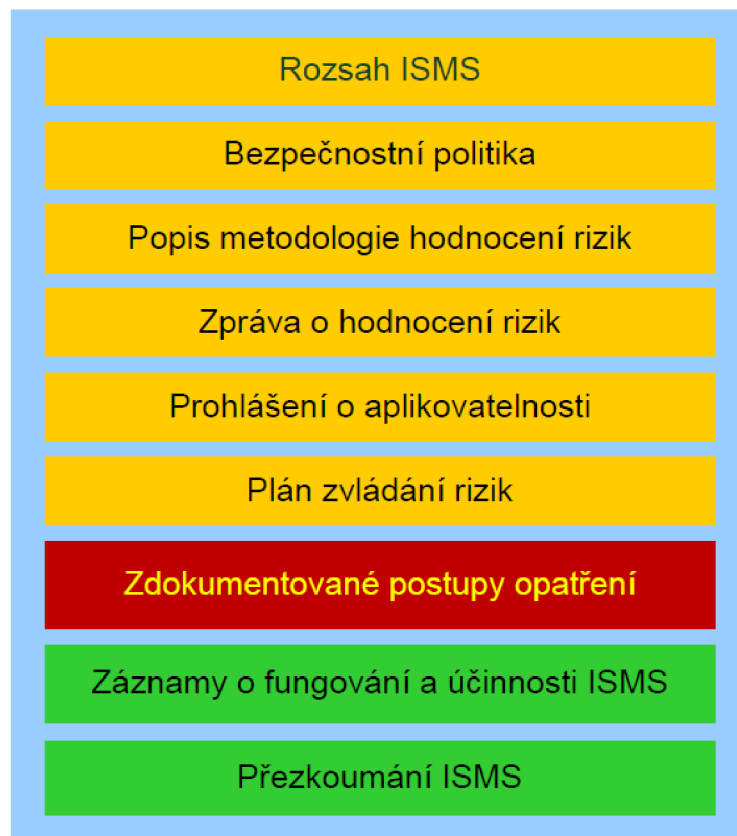 Rozsah ISMS
Bezpečnostní politika
Popis metodologie hodnocení rizik
Zpráva o hodnocení rizik
Prohlášení o aplikovatelnosti
Plán zvládání rizik
Zdokumentované postupy opatření
Záznamy o fungování a účinnosti ISMS
Přezkoumání ISMS